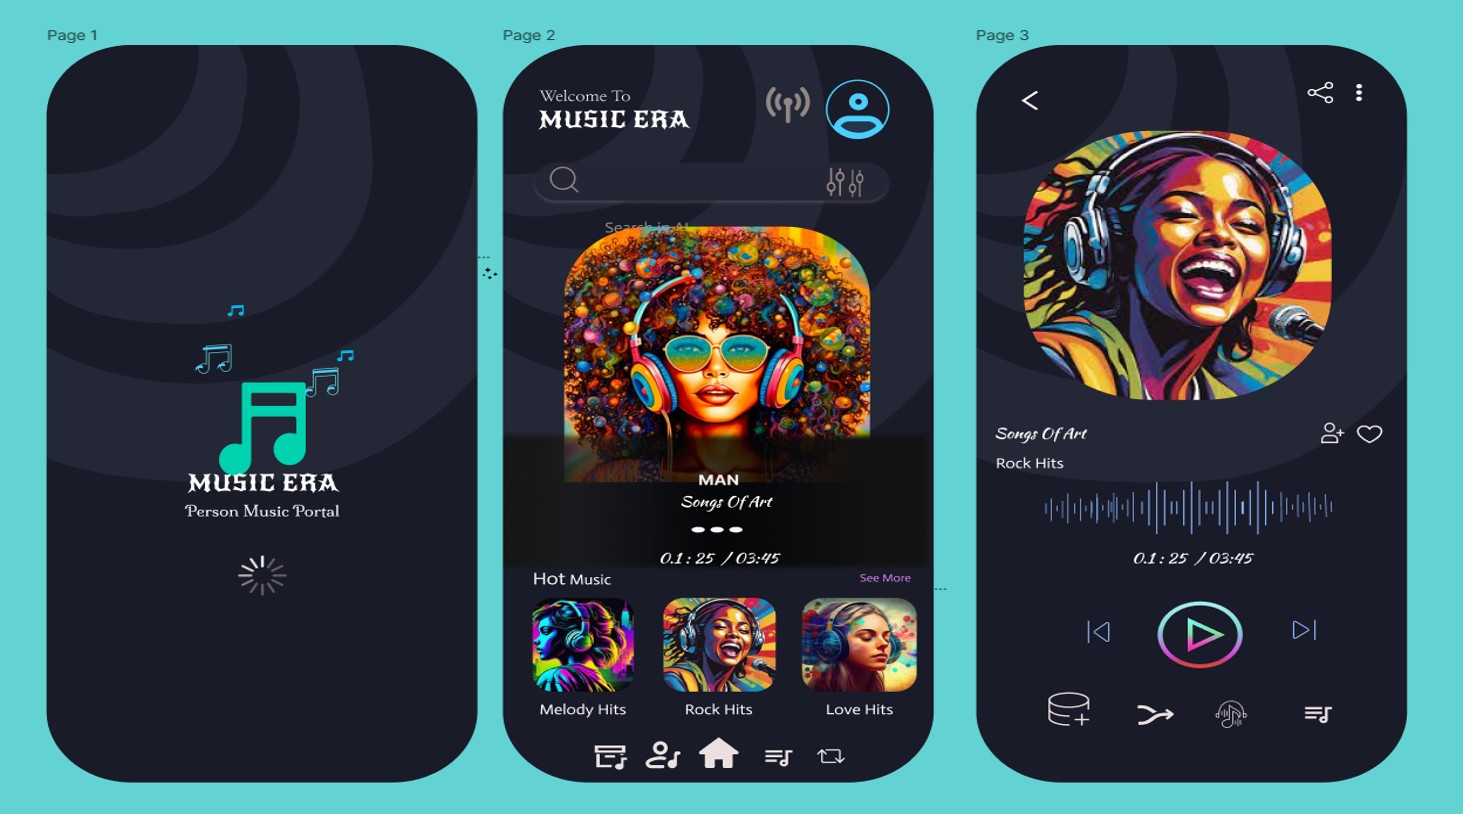 Page 1
MUSIC ERA
Person Music Portal
Page 2
Welcome To
MUSIC ERA
Search in
MAN
Songs Of Art
0.1 : 25 / 03:45
Hot Music
See More
Melody Hits
Rock Hits
Love Hits
Page 3
Songs Of Art
Rock Hits
0.1 : 25 / 03:45